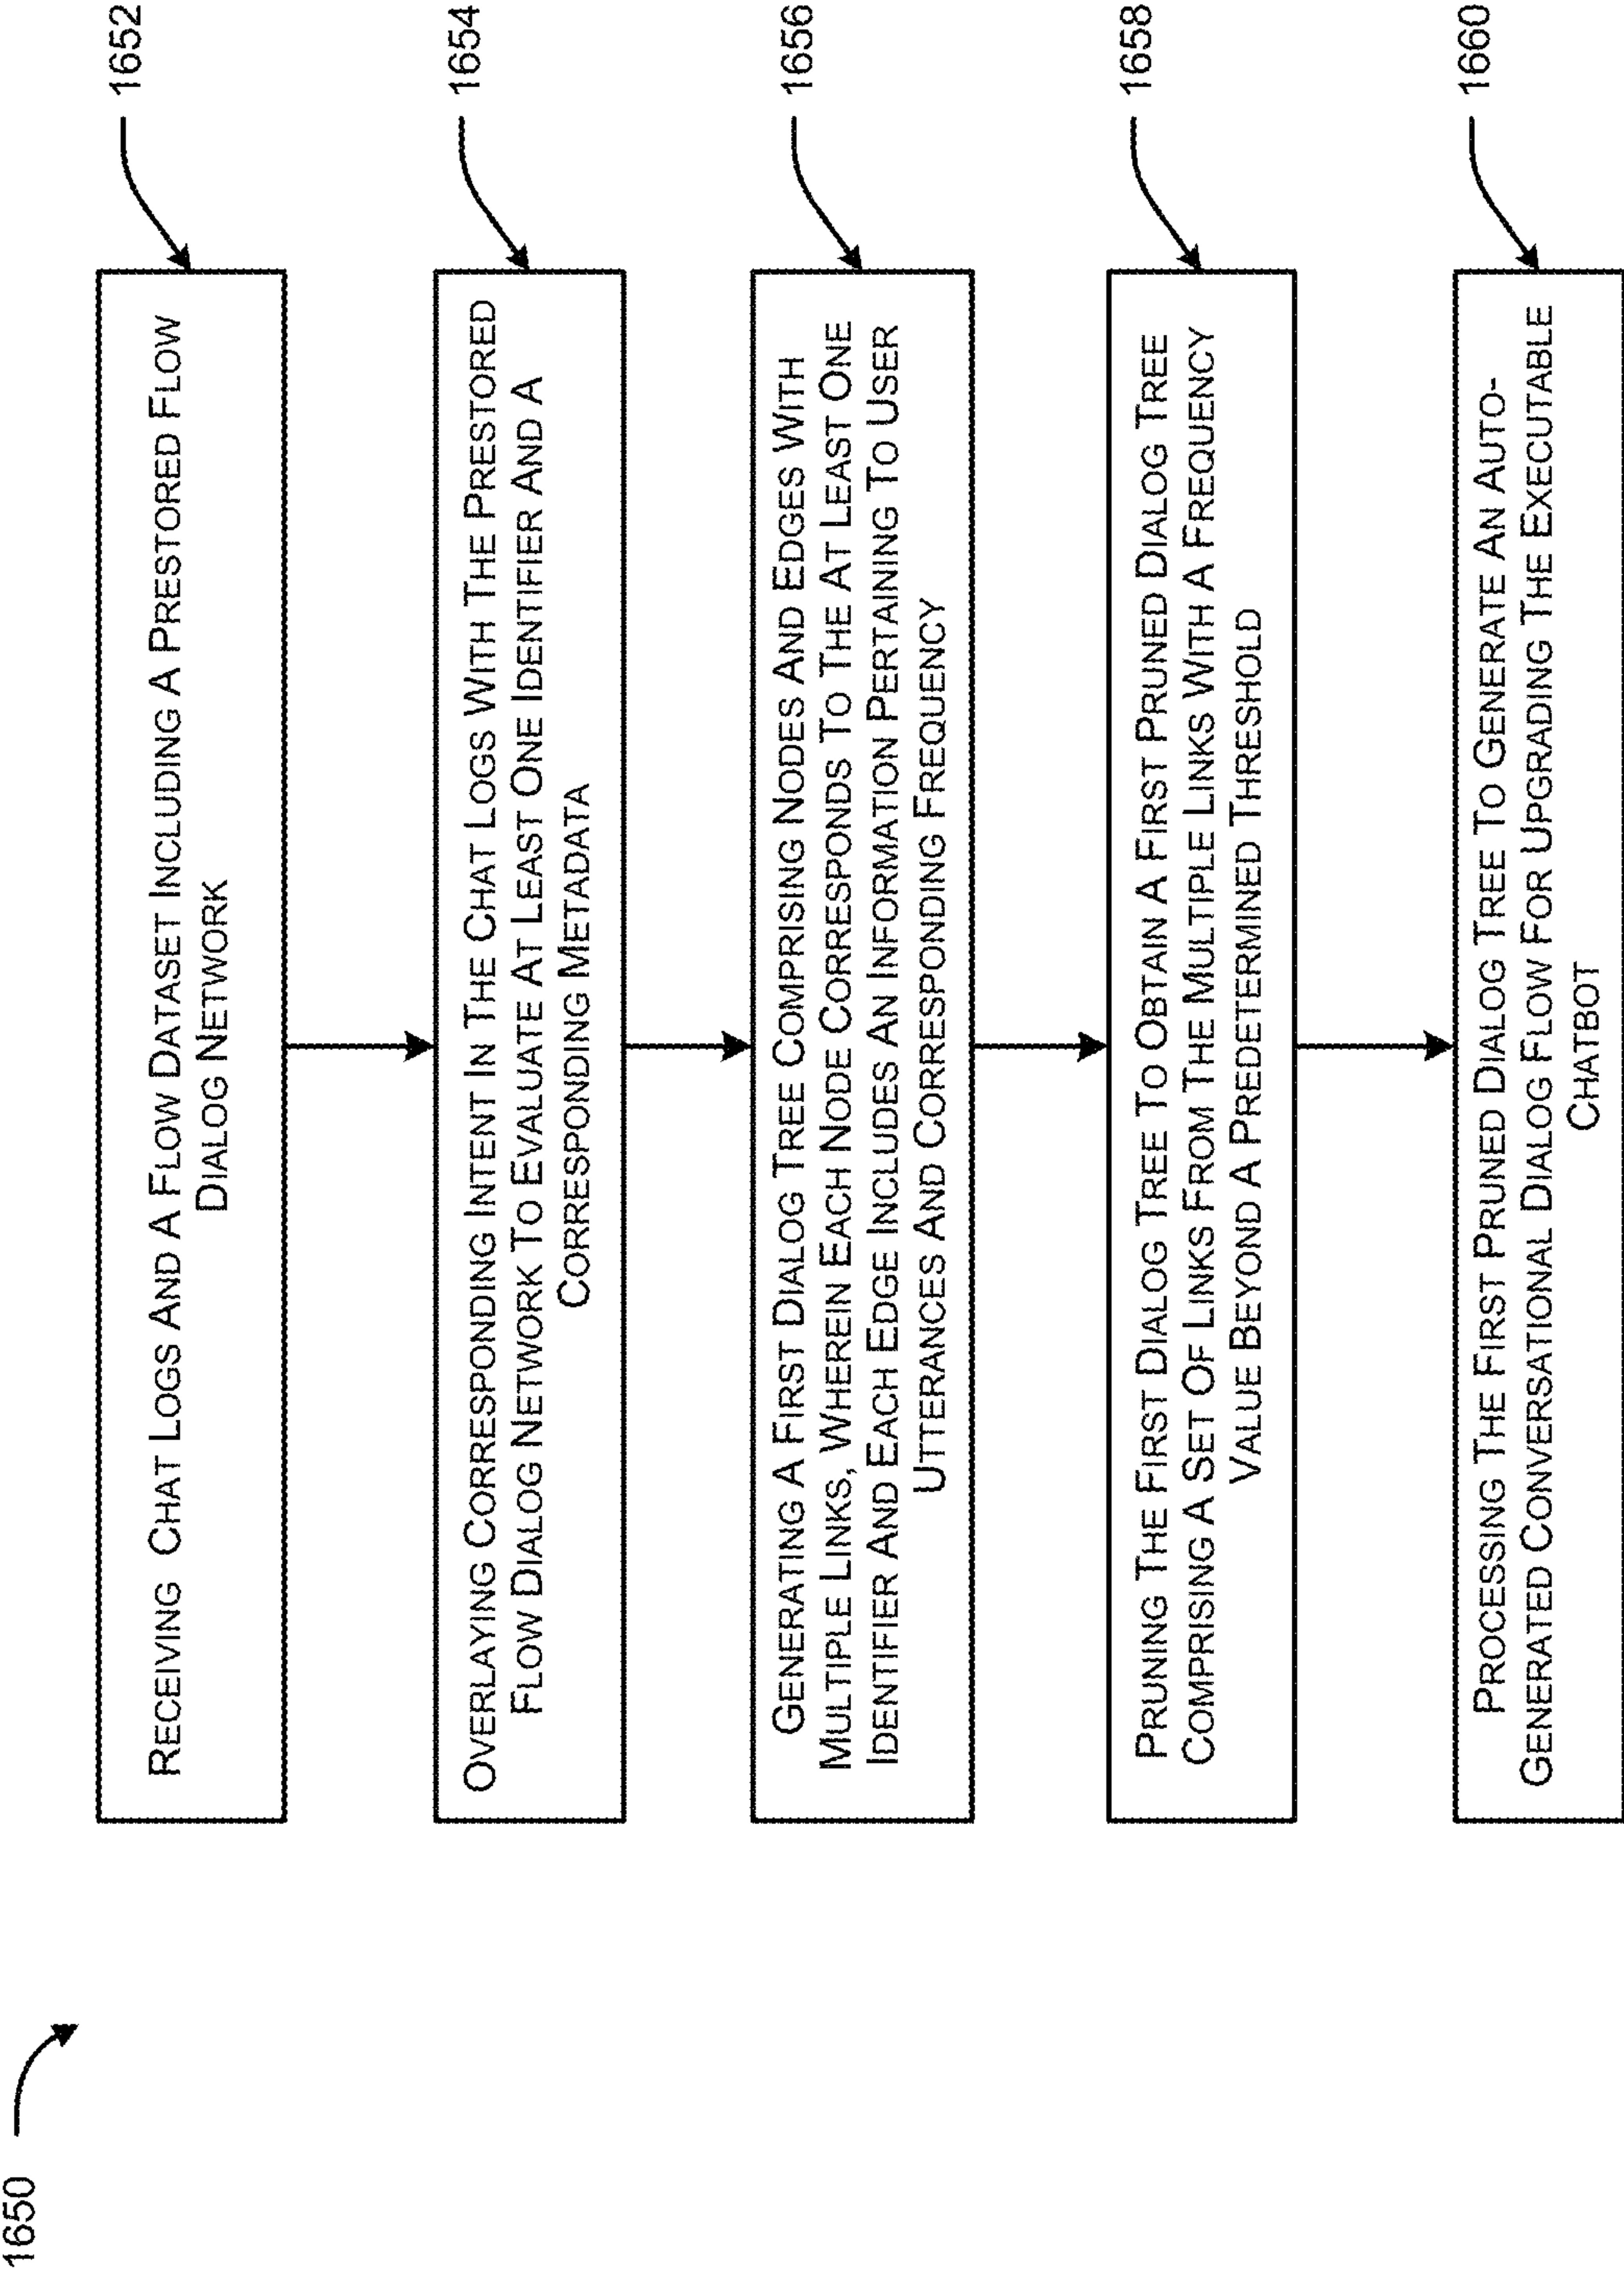 1650
RECEIVING CHAT LOGS AND A FLOW DATASET INCLUDING A PRESTORED FLOW
DIALOG NETWORK
1652
OVERLAYING CORRESPONDING INTENT IN THE CHAT LOGS WITH THE PRESTORED
FLOW DIALOG NETWORK TO EVALUATE AT LEAST ONE IDENTIFIER AND A
CORRESPONDING METADATA
1654
GENERATING A FIRST DIALOG TREE COMPRISING NODES AND EDGES WITH
MULTIPLE LINKS, WHEREIN EACH NODE CORRESPONDS TO THE AT LEAST ONE
IDENTIFIER AND EACH EDGE INCLUDES AN INFORMATION PERTAINING TO USER
UTTERANCES AND CORRESPONDING FREQUENCY
1656
PRUNING THE FIRST DIALOG TREE TO OBTAIN A FIRST PRUNED DIALOG TREE
COMPRISING A SET OF LINKS FROM THE MULTIPLE LINKS WITH A FREQUENCY
VALUE BEYOND A PREDETERMINED THRESHOLD
1658
PROCESSING THE FIRST PRUNED DIALOG TREE TO GENERATE AN AUTO-
GENERATED CONVERSATIONAL DIALOG FLOW FOR UPGRADING THE EXECUTABLE
CHATBOT
1660